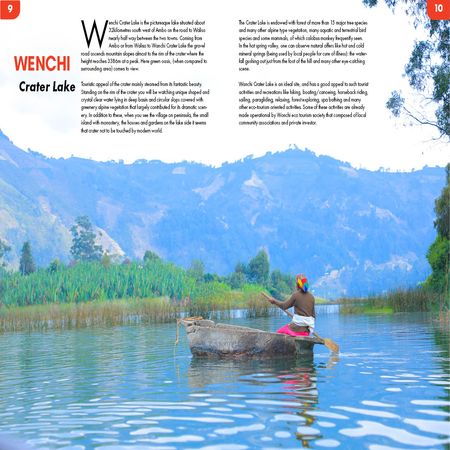 9
10
WENCHI
Crater Lake
Wenchi Crater Lake is the picturesque lake situated about
32kilometres south west of Ambo on the road to Waliso
nearly half way between the two towns. Coming from
Ambo or from Waliso to Wonchi Crater Lake the gravel
road ascends mountain slopes almost to the rim of the crater where the
height reaches 3386m at a peak. Here green oasis, (when compared to
surrounding area) comes to view.
Touristic appeal of the crater mainly steamed from its fantastic beauty.
Standing on the rim of the crater you will be watching unique shaped and
crystal clear water lying in deep basin and circular slops covered with
greenery alpine vegetation that largely contributed for its dramatic scen-
ery. In addition to these, when you see the village on peninsula, the small
island with monastery, the houses and gardens on the lake side it seems
that crater not to be touched by modern world.
The Crater Lake is endowed with forest of more than 15 major tree species
and many other alpine type vegetation, many aquatic and terrestrial bird
species and some mammals, of which colobus monkey frequently seen.
In the hot spring valley, one can observe natural offers like hot and cold
mineral springs (being used by local people for cure of illness); the water-
fall gushing out just from the foot of the hill and many other eye-catching
scene.
Wonchi Crater Lake is an ideal site, and has a good appeal to such tourist
activities and recreations like hiking, Boating/canoeing, horseback riding,
sailing, paragliding, relaxing, forest exploring, spa bathing and many
other eco-tourism oriented activities. Some of these activities are already
made operational by Wonchi eco tourism society that composed of local
community associations and private investor.